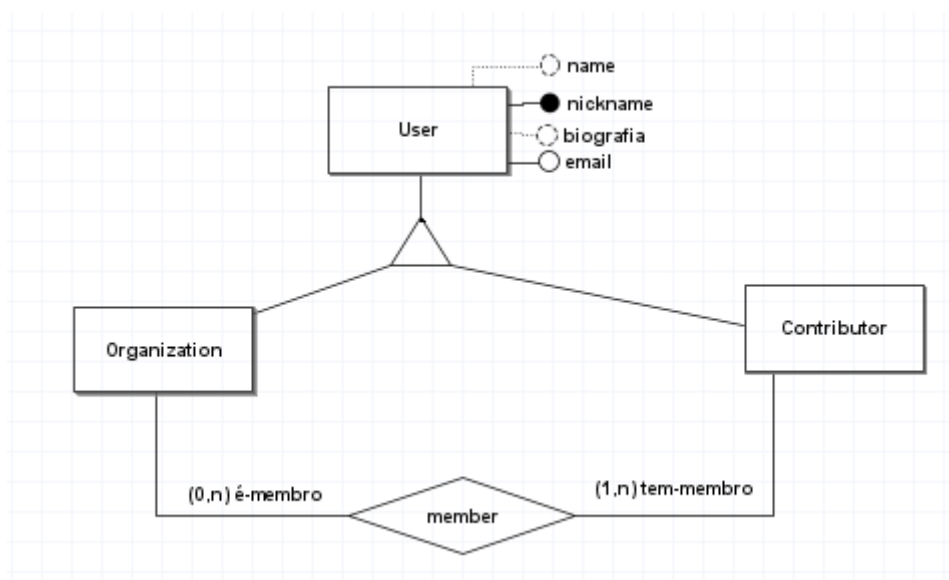 name
nickname
User
biografia
email
Contributor
Organization
(0,n) é-membro
(1,n) tem-membro
member